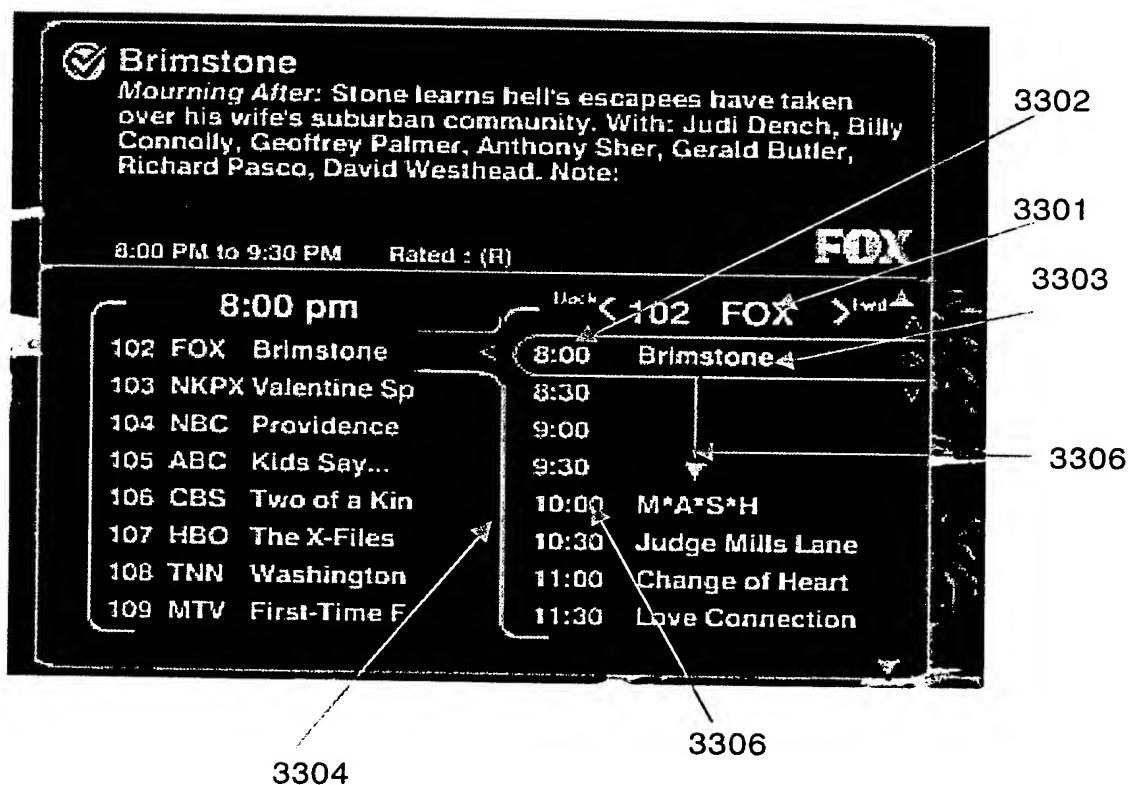 Brimstone
Mourning After: Stone learns hell's escapees have taken
over his wife's suburban community. With: Judi Dench, Billy
Connolly, Geoffrey Palmer, Anthony Sher, Gerald Butler,
Richard Pasco, David Westhead. Note:
8:00 PM to 9:30 PM Rated : (R)
FOX
8:00 pm
102 FOX Brimstone
103 NKPX Valentine Sp
104 NBC Providence
105 ABC Kids Say...
106 CBS Two of a Kin
107 HBO The X-Files
108 TNN Washington
109 MTV First-Time F
Back < 102 FOX > Fwd
8:00 Brimstone
8:30
9:00
9:30
10:00 M*A*S*H
10:30 Judge Mills Lane
11:00 Change of Heart
11:30 Love Connection
3302
3301
3303
3306
3306
3304